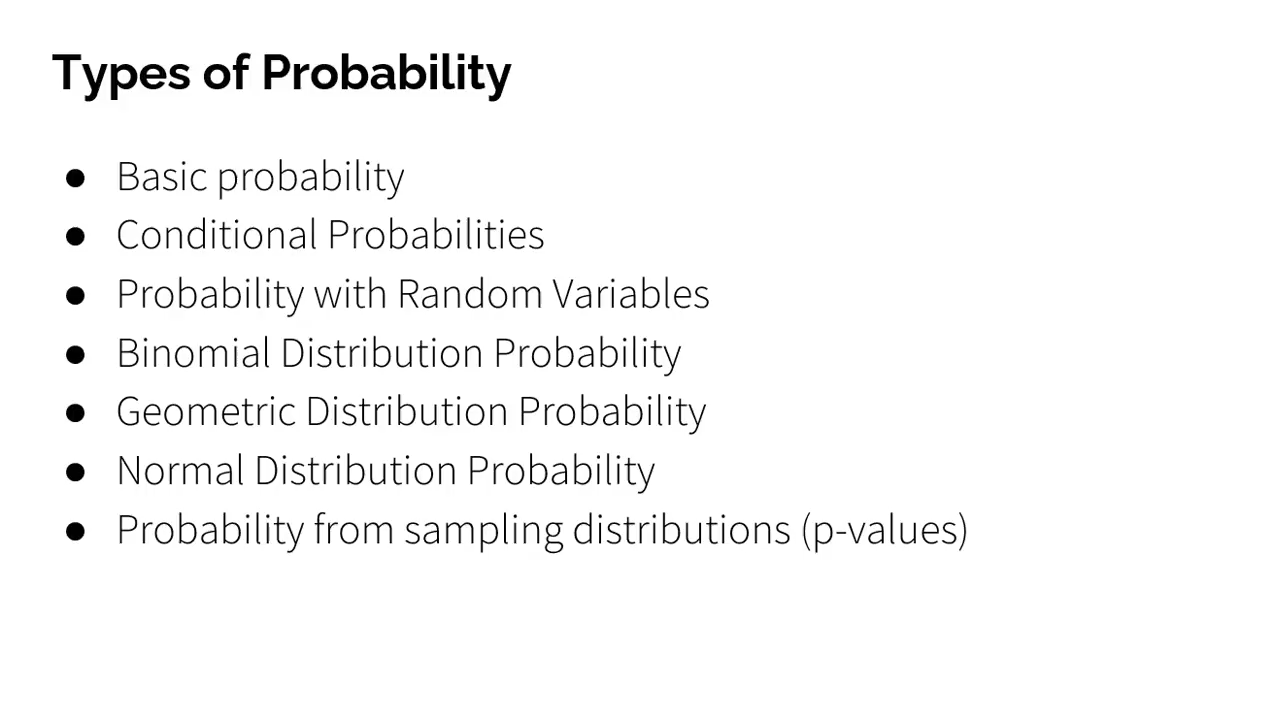 Types of Probability
● Basic probability
● Conditional Probabilities
● Probability with Random Variables
● Binomial Distribution Probability
● Geometric Distribution Probability
● Normal Distribution Probability
● Probability from sampling distributions (p-values)